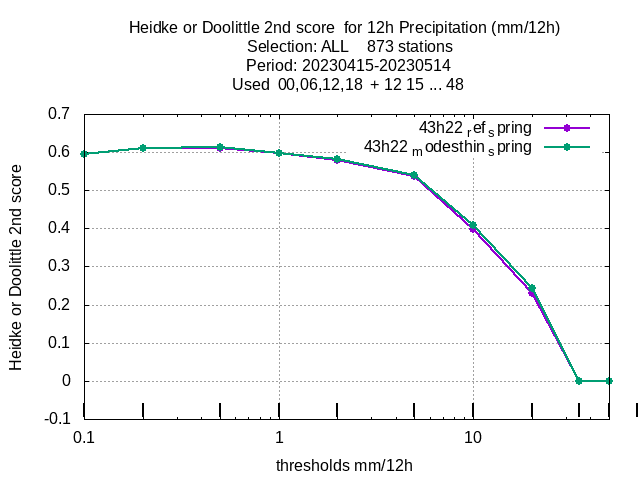 Heidke or Doolittle 2nd score  for 12h Precipitation (mm/12h)
Selection: ALL    873 stations
Period: 20230415-20230514
Used  00,06,12,18  + 12 15 ... 48
43h22 ref spring
43h22 modesthin spring
0.7
0.6
0.5
0.4
0.3
0.2
0.1
0
-0.1
Heidke or Doolittle 2nd score
0.1 1 10
thresholds mm/12h